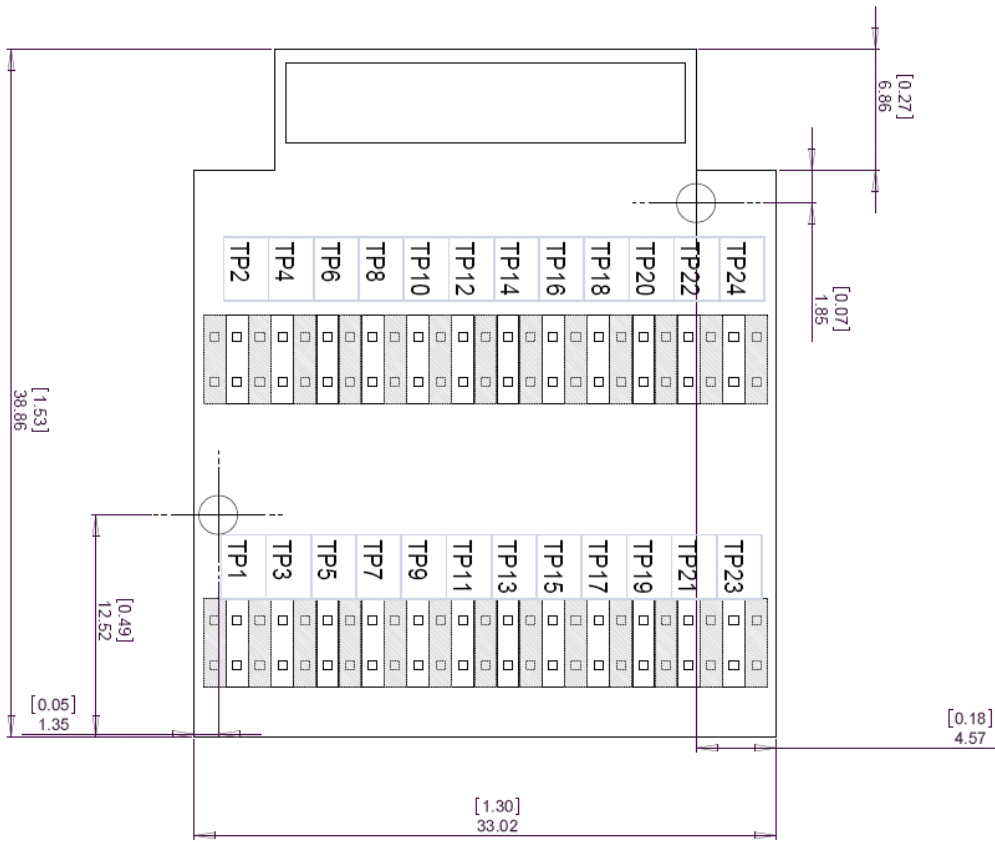 [0.27]
6.86
[0.07]
1.85
TP2
TP4
TP6
TP8
TP10
TP12
TP14
TP16
TP18
TP20
TP22
TP24
[1.53]
38.86
TP1
TP3
TP5
TP7
TP9
TP11
TP13
TP15
TP17
TP19
TP21
TP23
[0.49]
12.52
[0.05]
1.35
[0.18]
4.57
[1.30]
33.02